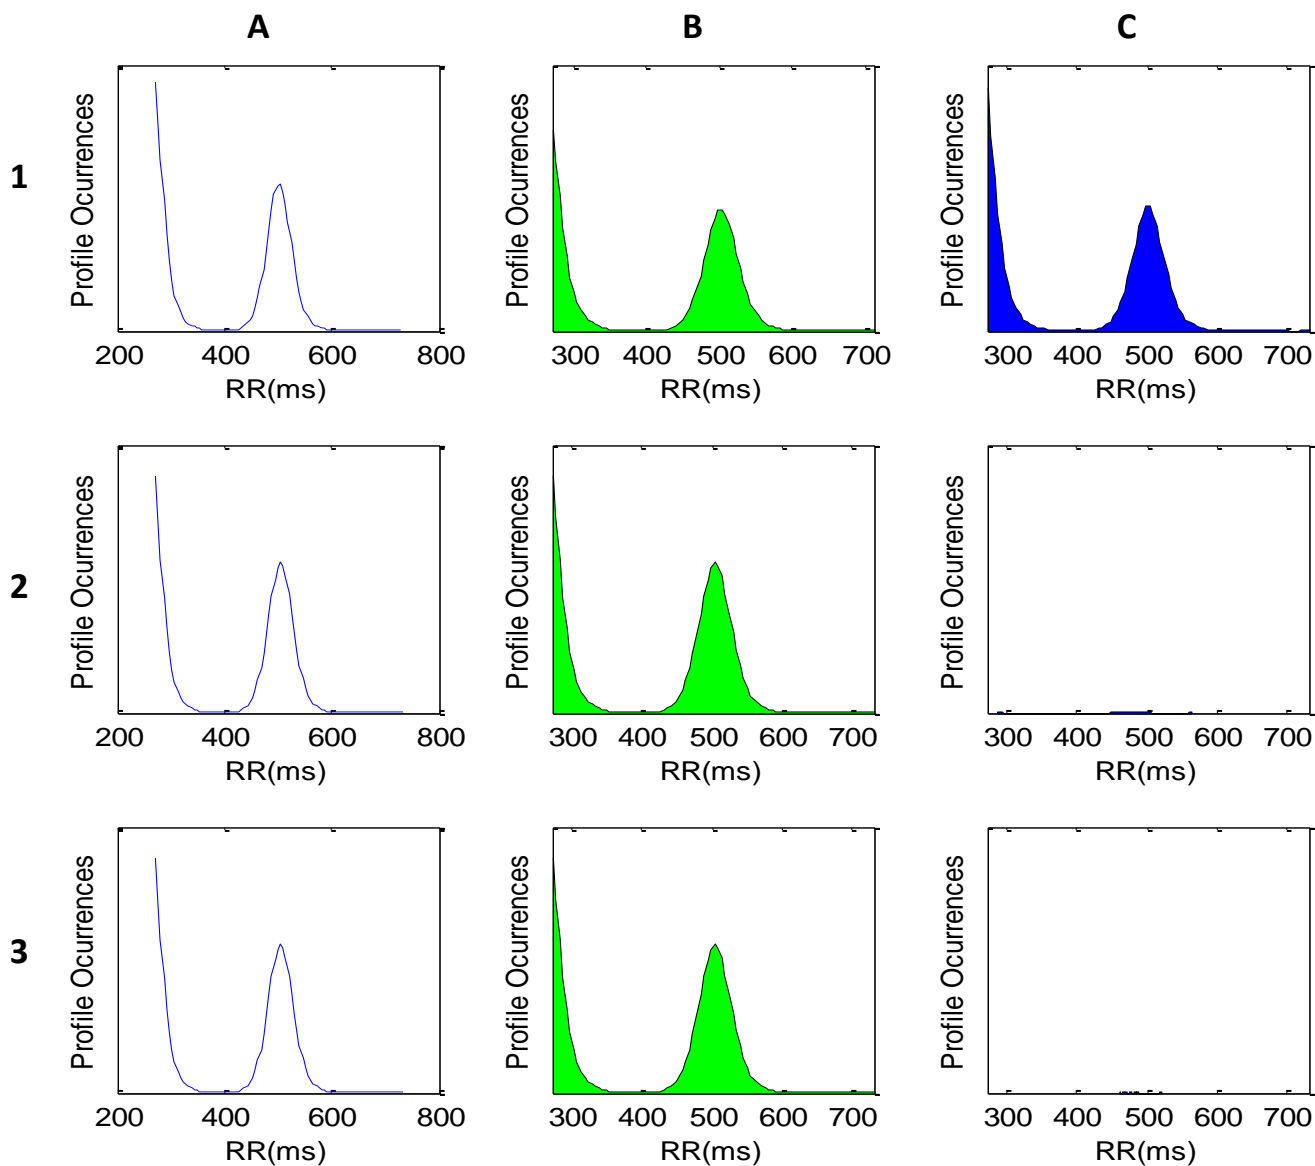 A B C
1
Profile Ocurrences Profile Ocurrences Profile Ocurrences
200 400 600 800 300 400 500 600 700 300 400 500 600 700
RR(ms) RR(ms) RR(ms)
2
Profile Ocurrences Profile Ocurrences Profile Ocurrences
200 400 600 800 300 400 500 600 700 300 400 500 600 700
RR(ms) RR(ms) RR(ms)
3
Profile Ocurrences Profile Ocurrences Profile Ocurrences
200 400 600 800 300 400 500 600 700 300 400 500 600 700
RR(ms) RR(ms) RR(ms)